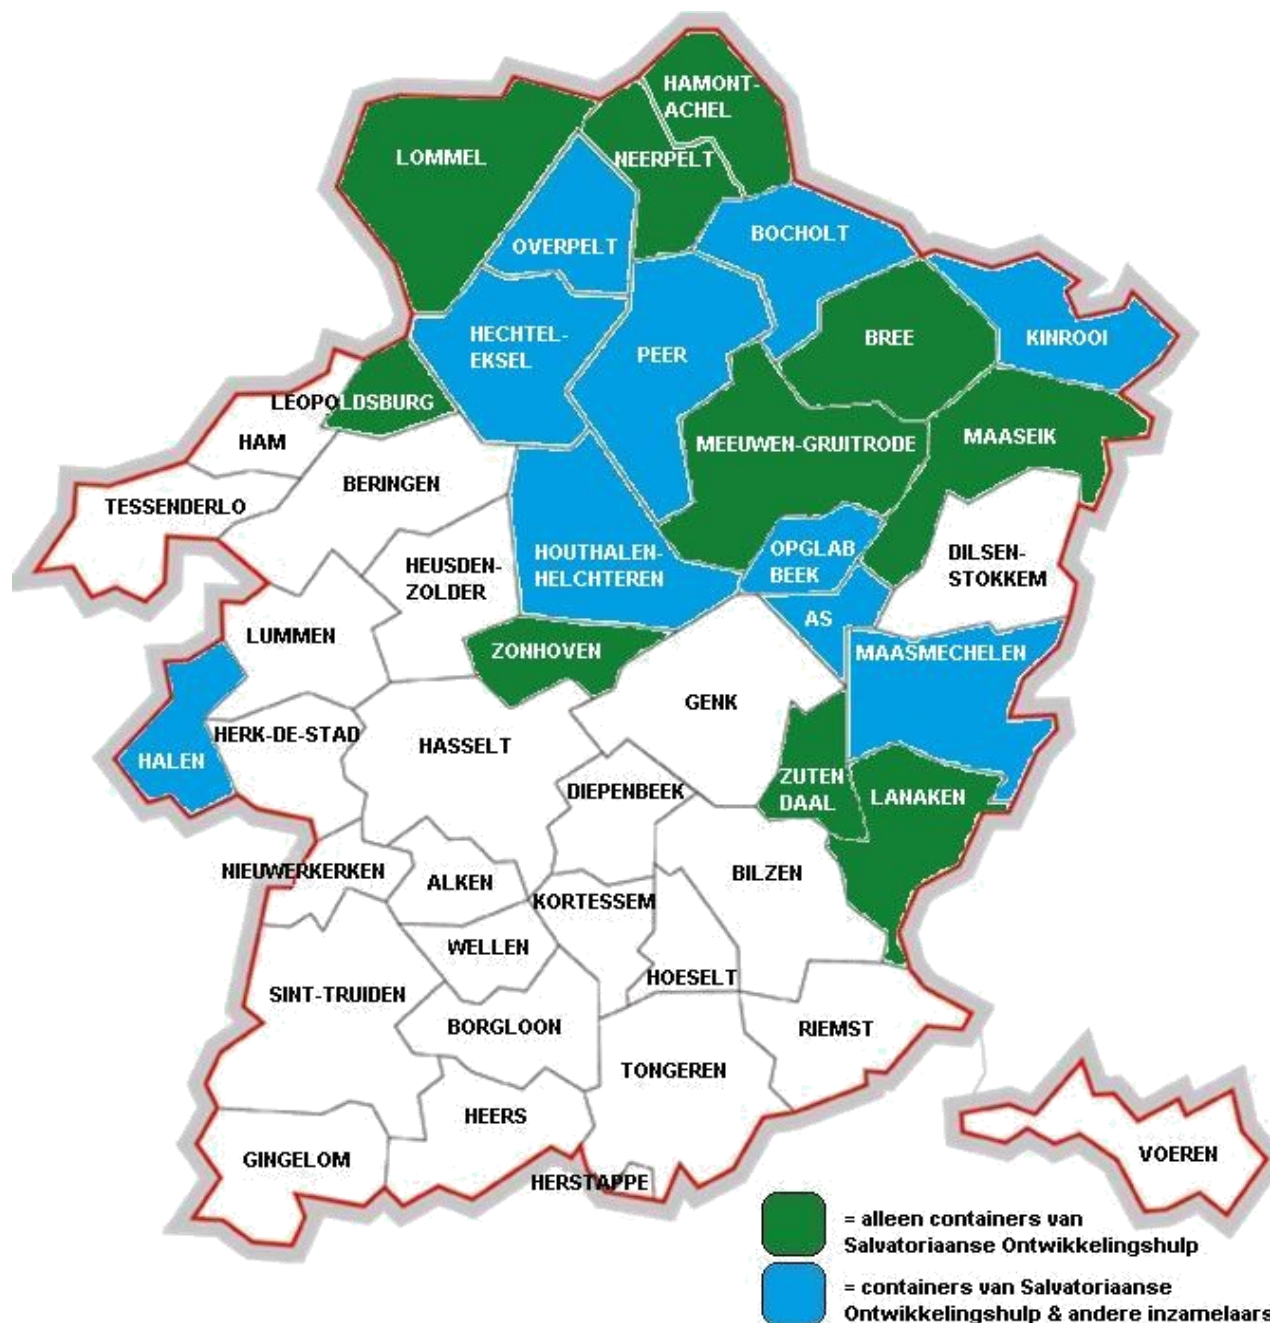 HAMONT-
ACHEL
LOMMEL
NEERPELT
OVERPELT
BOCHOLT
HECHTEL-
EKSEL
PEER
BREE
KINROOI
LEOPOLDSBURG
HAM
MEEUWEN-GRUITRODE
MAASEIK
BERINGEN
TESSENDERLO
HOUTHALEN-
HELCHTEREN
OPGLAB
BEEK
DILSEN-
STOKKEM
HEUSDEN-
ZOLDER
AS
LUMMEN
ZONHOVEN
MAASMECHELEN
GENK
HERK-DE-STAD
HASSELT
HALEN
DIEPENBEEK
ZUTEN
DAAL
LANAKEN
NIEUWERKERKEN
ALKEN
BILZEN
KORTESSEM
WELLEN
HOESELT
SINT-TRUIDEN
BORGLOON
RIEMST
TONGEREN
HEERS
GINGELOM
VOEREN
HERSTAPPE
= alleen containers van
Salvatoriaanse Ontwikkelingshulp
= containers van Salvatoriaanse
Ontwikkelingshulp & andere inzamelaars